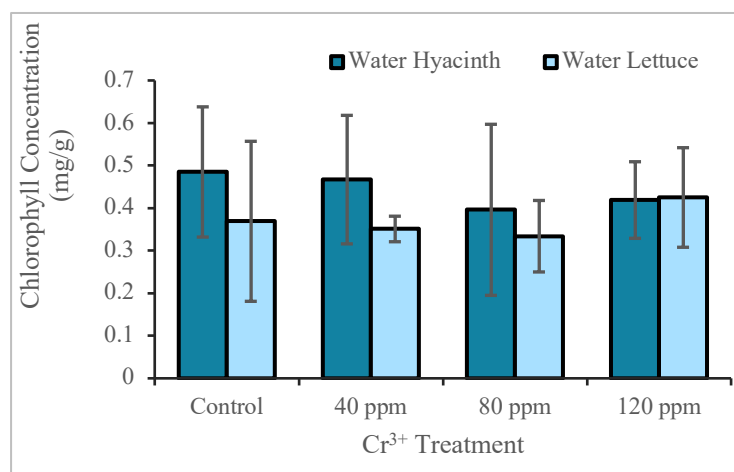 Water Hyacinth Water Lettuce
Chlorophyll Concentration
(mg/g)
0.7
0.6
0.5
0.4
0.3
0.2
0.1
0
Control 40 ppm 80 ppm 120 ppm
Cr³⁺ Treatment